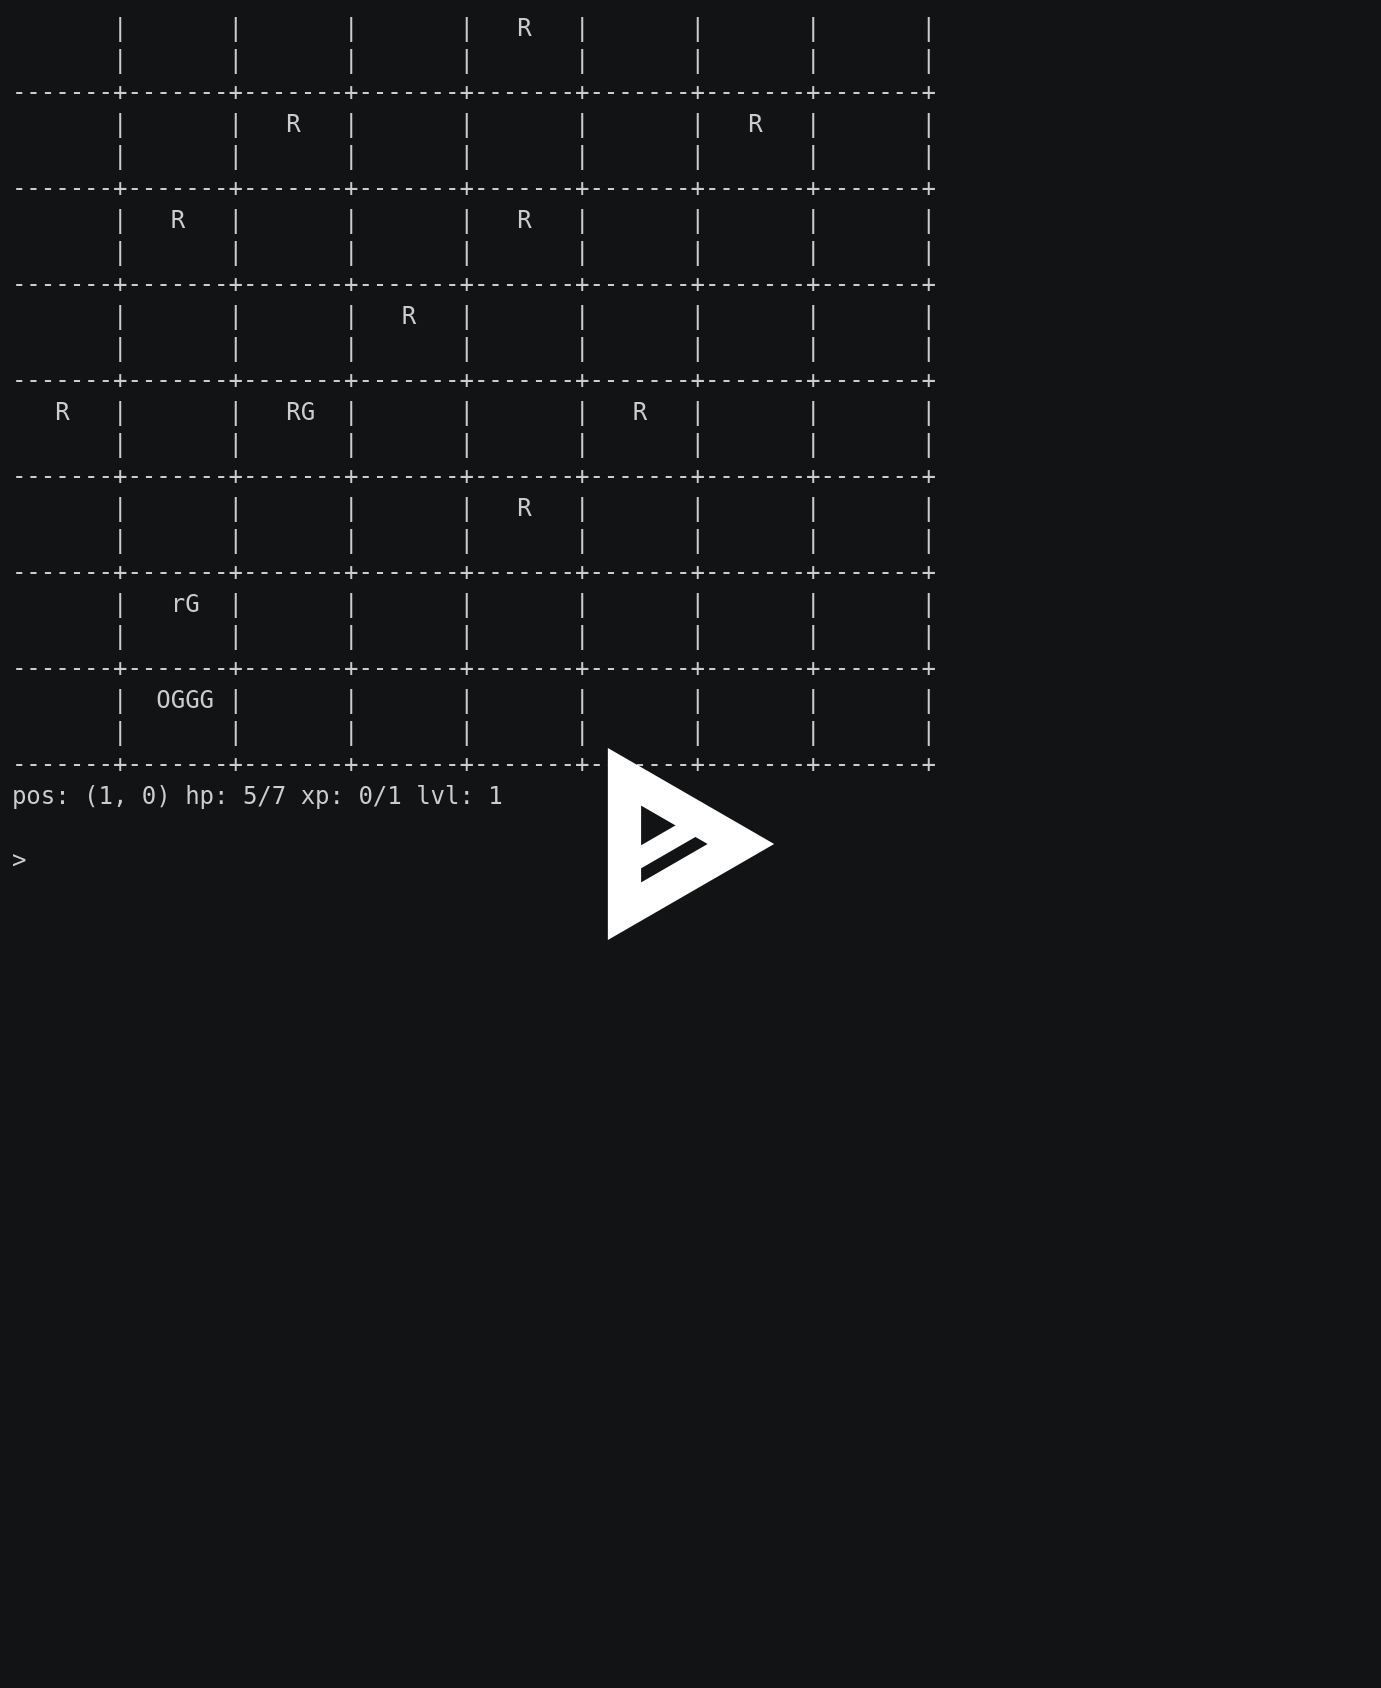 |       |       |       |   R   |       |       |       |
       |       |       |       |       |       |       |       |
-------+-------+-------+-------+-------+-------+-------+-------+
       |       |   R   |       |       |       |   R   |       |
       |       |       |       |       |       |       |       |
-------+-------+-------+-------+-------+-------+-------+-------+
       |   R   |       |       |   R   |       |       |       |
       |       |       |       |       |       |       |       |
-------+-------+-------+-------+-------+-------+-------+-------+
       |       |       |   R   |       |       |       |       |
       |       |       |       |       |       |       |       |
-------+-------+-------+-------+-------+-------+-------+-------+
   R   |       |   RG  |       |       |   R   |       |       |
       |       |       |       |       |       |       |       |
-------+-------+-------+-------+-------+-------+-------+-------+
       |       |       |       |   R   |       |       |       |
       |       |       |       |       |       |       |       |
-------+-------+-------+-------+-------+-------+-------+-------+
       |   rG  |       |       |       |       |       |       |
       |       |       |       |       |       |       |       |
-------+-------+-------+-------+-------+-------+-------+-------+
       |  OGGG |       |       |       |       |       |       |
       |       |       |       |       |       |       |       |
-------+-------+-------+-------+-------+-------+-------+-------+
pos: (1, 0) hp: 5/7 xp: 0/1 lvl: 1
>